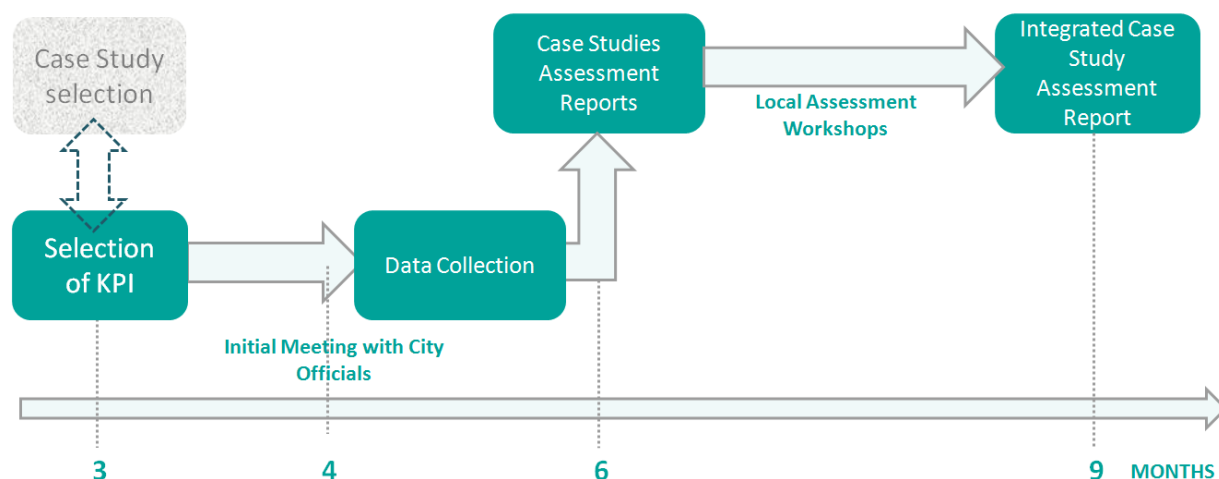 Case Study
selection
Case Studies
Assessment
Reports
Integrated Case
Study
Assessment
Report
Local Assessment
Workshops
Selection
of KPI
Data Collection
Initial Meeting with City
Officials
3 4 6 9 MONTHS